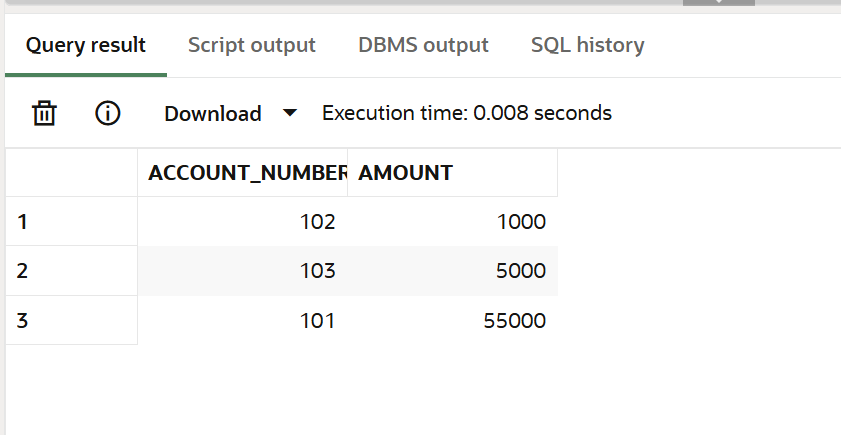 Query result Script output DBMS output SQL history
Download Execution time: 0.008 seconds
ACCOUNT_NUMBER AMOUNT
1 102 1000
2 103 5000
3 101 55000